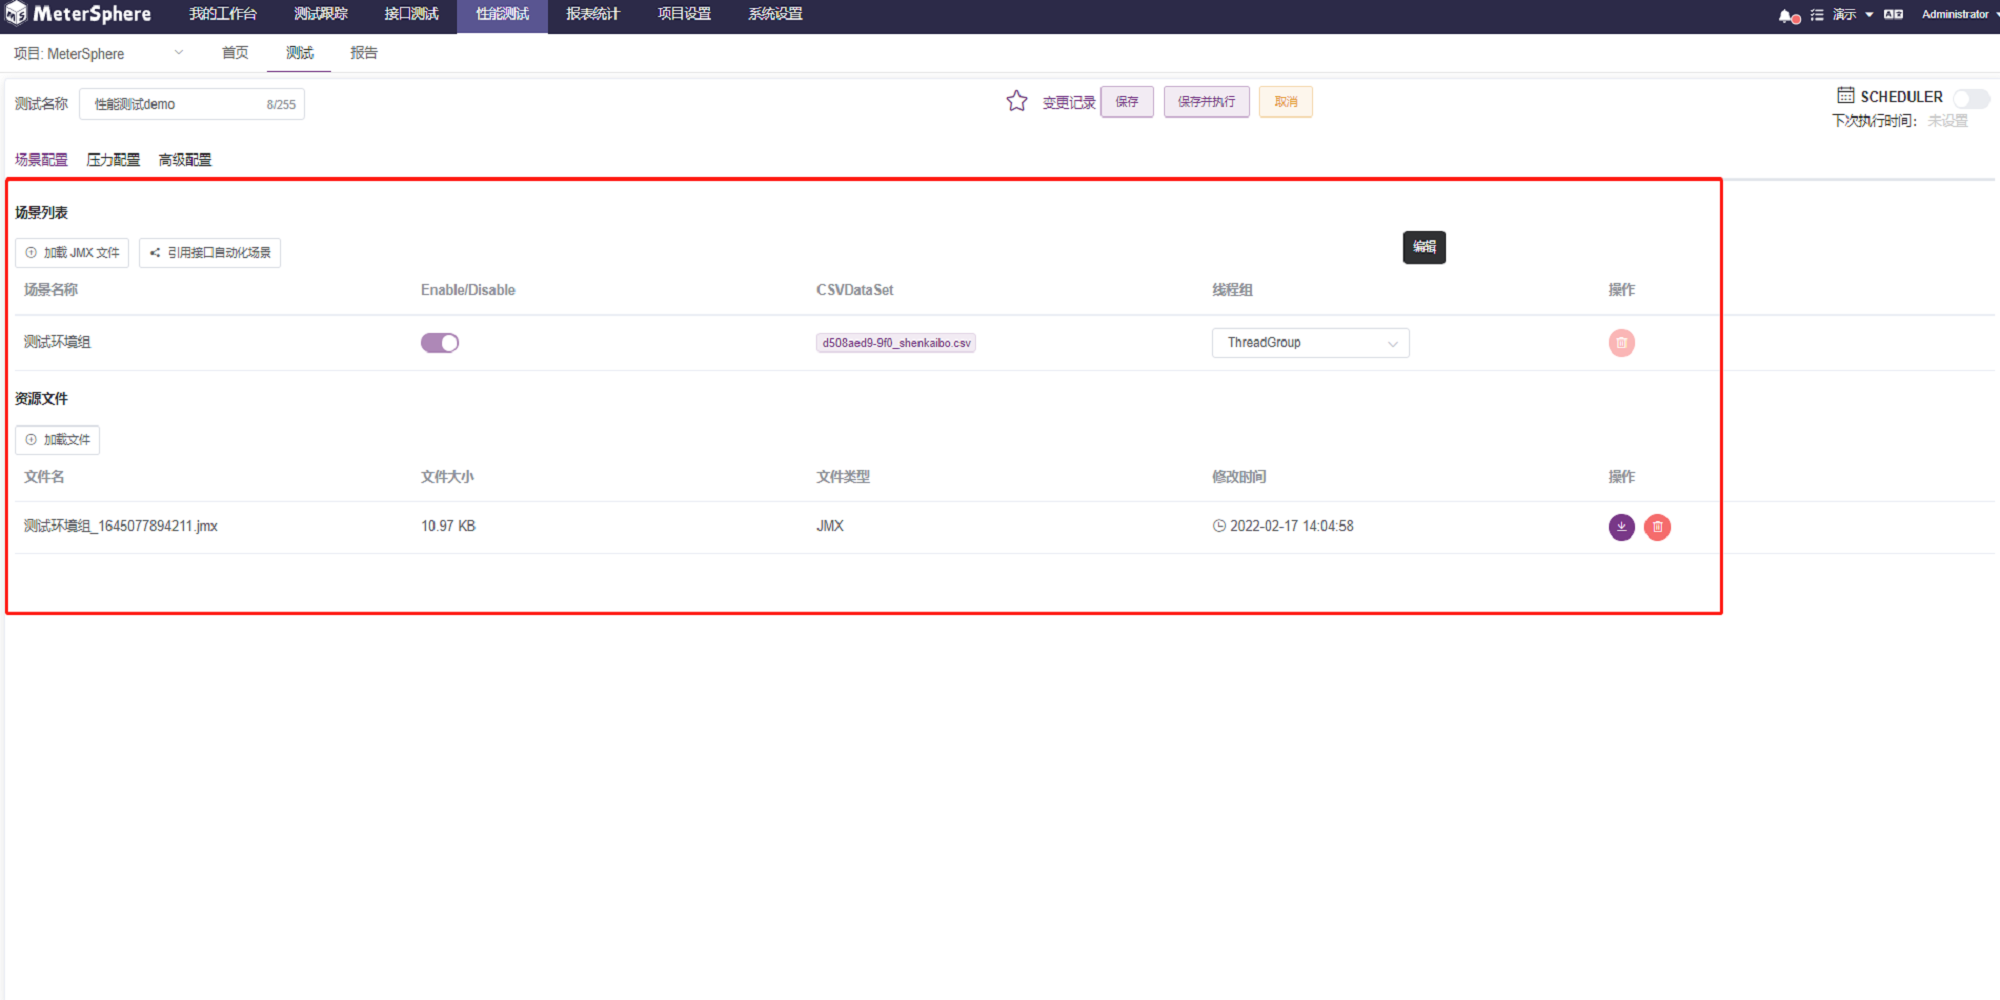 MeterSphere 我的工作台 测试跟踪 接口测试 性能测试 报表统计 项目设置 系统设置 演示 Administrator
项目: MeterSphere 首页 测试 报告
测试名称 性能测试demo 8/255 变更记录 保存 保存并执行 取消 SCHEDULER
下次执行时间： 未设置
场景配置 压力配置 高级配置
场景列表
加载 JMX 文件 引用接口自动化场景 编辑
场景名称 Enable/Disable CSVDataSet 线程组 操作
测试环境组 d508aed9-9f0_shenkaibo.csv ThreadGroup
资源文件
加载文件
文件名 文件大小 文件类型 修改时间 操作
测试环境组_1645077894211.jmx 10.97 KB JMX 2022-02-17 14:04:58